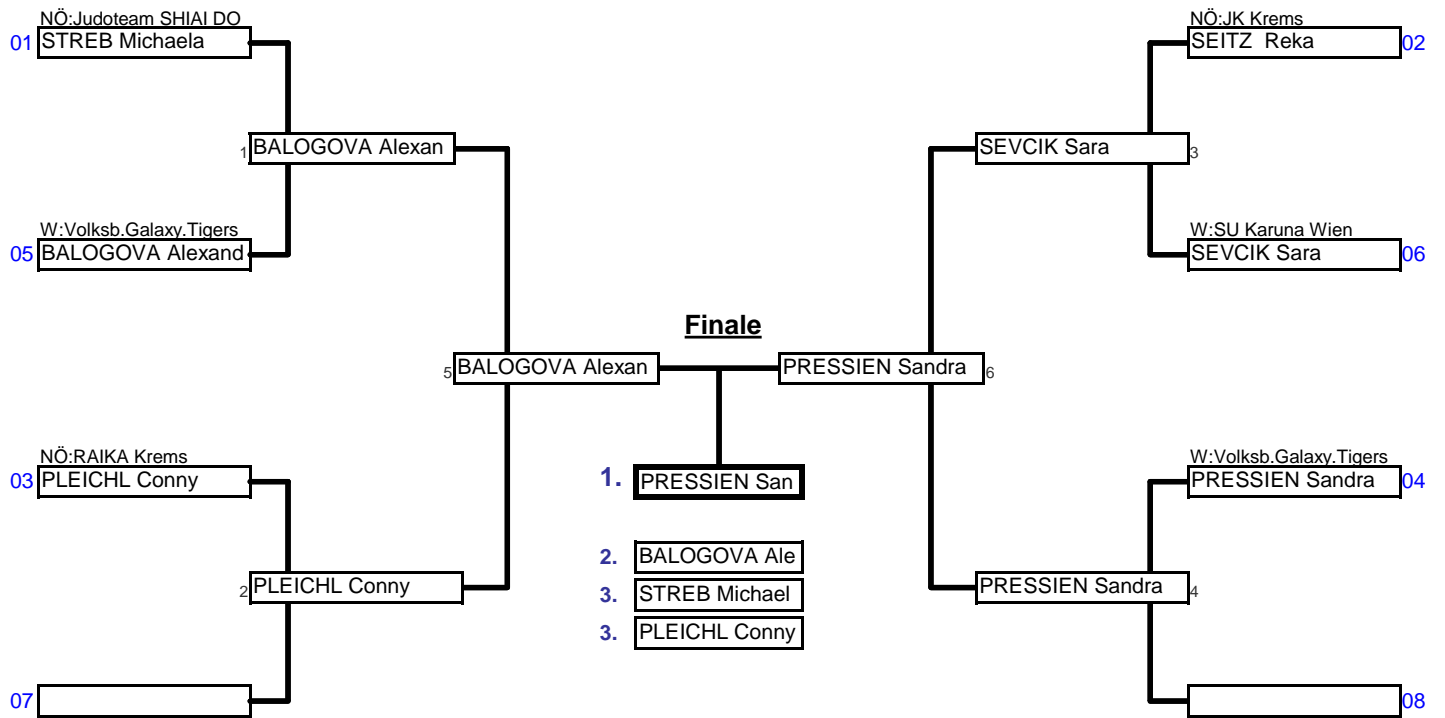 NÖ:Judoteam SHIAI DO
01 STREB Michaela
1 BALOGOVA Alexan
W:Volksb.Galaxy.Tigers
05 BALOGOVA Alexand
5 BALOGOVA Alexan
NÖ:RAIKA Krems
03 PLEICHL Conny
2 PLEICHL Conny
07
Finale
1. PRESSIEN San
2. BALOGOVA Ale
3. STREB Michael
3. PLEICHL Conny
NÖ:JK Krems
SEITZ  Reka 02
SEVCIK Sara 3
W:SU Karuna Wien
SEVCIK Sara 06
PRESSIEN Sandra 6
W:Volksb.Galaxy.Tigers
PRESSIEN Sandra 04
PRESSIEN Sandra 4
08